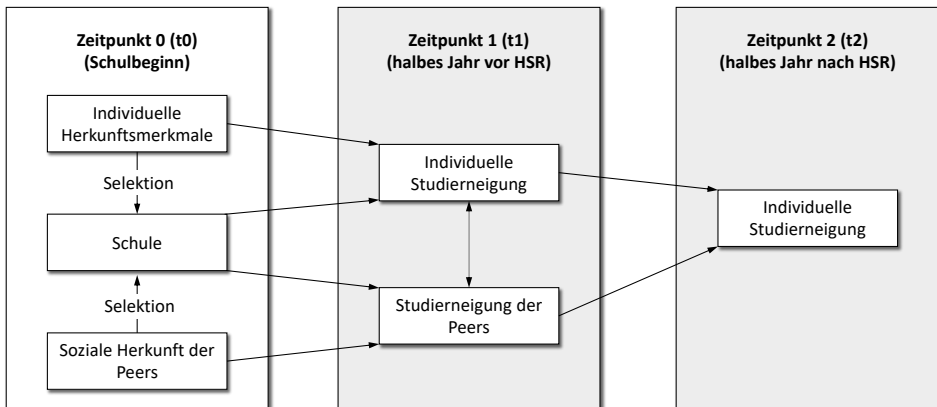 Zeitpunkt 0 (t0)
(Schulbeginn)
Individuelle
Herkunftsmerkmale
Selektion
Schule
Selektion
Soziale Herkunft der
Peers
Zeitpunkt 1 (t1)
(halbes Jahr vor HSR)
Individuelle
Studierneigung
Studierneigung der
Peers
Zeitpunkt 2 (t2)
(halbes Jahr nach HSR)
Individuelle
Studierneigung